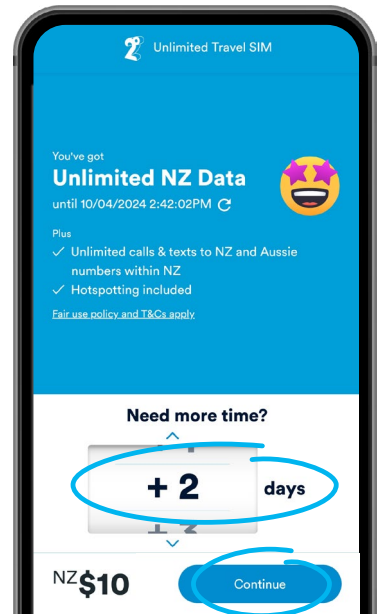 Unlimited Travel SIM
You've got
Unlimited NZ Data
until 10/04/2024 2:42:02PM
Plus
Unlimited calls & texts to NZ and Aussie
numbers within NZ
Hotspotting included
Fair use policy and T&Cs apply
Need more time?
+ 2 days
NZ$10
Continue